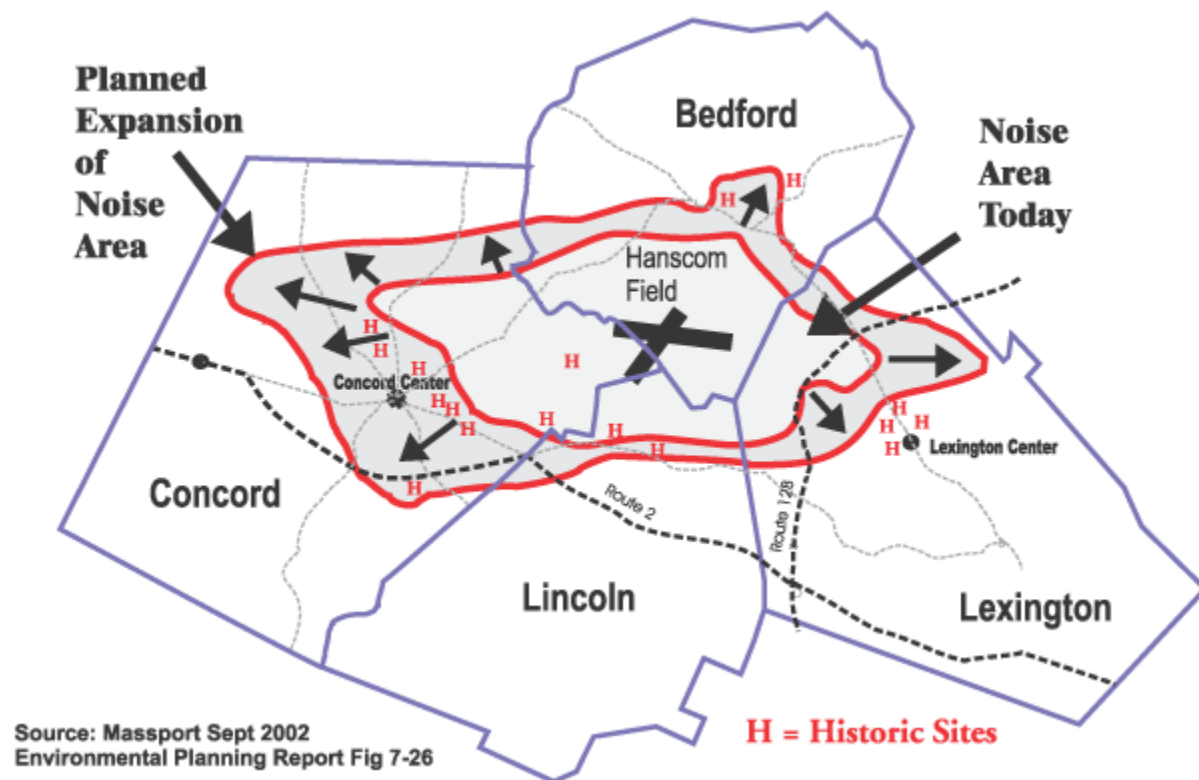 Planned
Expansion
of
Noise
Area
Bedford
Noise
Area
Today
Hanscom
Field
H
H
H
H
H
H
Concord Center
H
H
H
H
H
H
H
H
H
H
H
Lexington Center
Concord
Route 2
Route 128
Lincoln
Lexington
Source: Massport Sept 2002
Environmental Planning Report Fig 7-26
H = Historic Sites